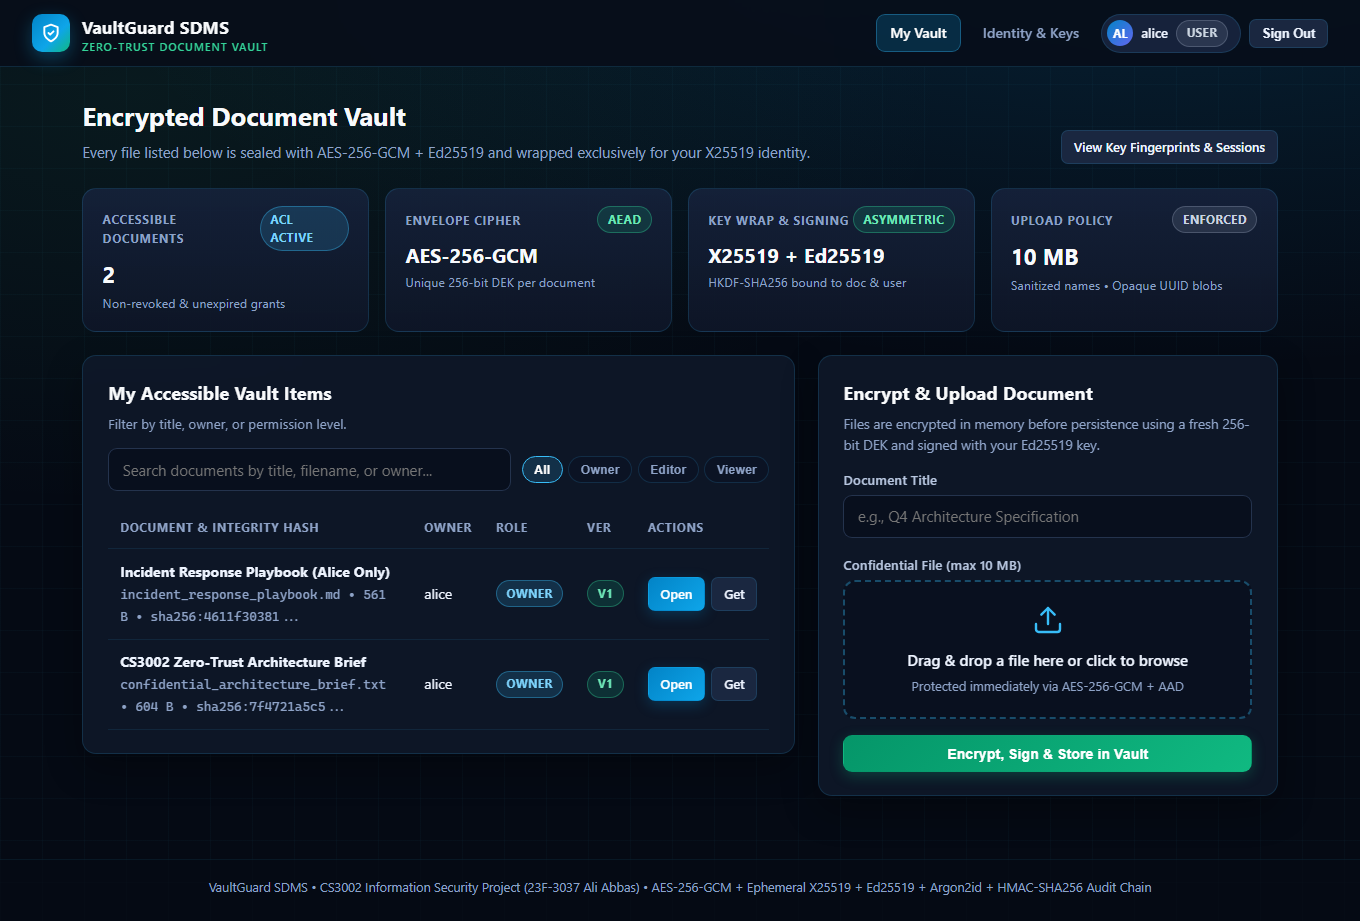 VaultGuard SDMS
ZERO-TRUST DOCUMENT VAULT
My Vault
Identity & Keys
AL alice USER
Sign Out
Encrypted Document Vault
Every file listed below is sealed with AES-256-GCM + Ed25519 and wrapped exclusively for your X25519 identity.
View Key Fingerprints & Sessions
ACCESSIBLE
DOCUMENTS
ACL
ACTIVE
2
Non-revoked & unexpired grants
ENVELOPE CIPHER
AEAD
AES-256-GCM
Unique 256-bit DEK per document
KEY WRAP & SIGNING
ASYMMETRIC
X25519 + Ed25519
HKDF-SHA256 bound to doc & user
UPLOAD POLICY
ENFORCED
10 MB
Sanitized names • Opaque UUID blobs
My Accessible Vault Items
Filter by title, owner, or permission level.
Search documents by title, filename, or owner...
All Owner Editor Viewer
DOCUMENT & INTEGRITY HASH OWNER ROLE VER ACTIONS
Incident Response Playbook (Alice Only)
incident_response_playbook.md • 561
B • sha256:4611f30381 ...
alice OWNER V1 Open Get
CS3002 Zero-Trust Architecture Brief
confidential_architecture_brief.txt
• 604 B • sha256:7f4721a5c5 ...
alice OWNER V1 Open Get
Encrypt & Upload Document
Files are encrypted in memory before persistence using a fresh 256-
bit DEK and signed with your Ed25519 key.
Document Title
e.g., Q4 Architecture Specification
Confidential File (max 10 MB)
Drag & drop a file here or click to browse
Protected immediately via AES-256-GCM + AAD
Encrypt, Sign & Store in Vault
VaultGuard SDMS • CS3002 Information Security Project (23F-3037 Ali Abbas) • AES-256-GCM + Ephemeral X25519 + Ed25519 + Argon2id + HMAC-SHA256 Audit Chain